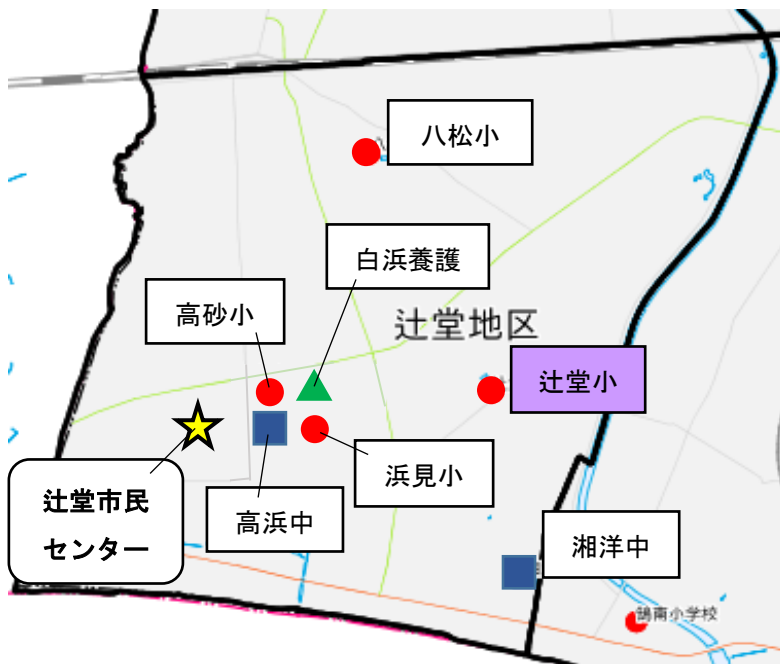 八松小
白浜養護
高砂小
辻堂地区
辻堂小
浜見小
辻堂市民
センター
高浜中
湘洋中
鵠南小学校